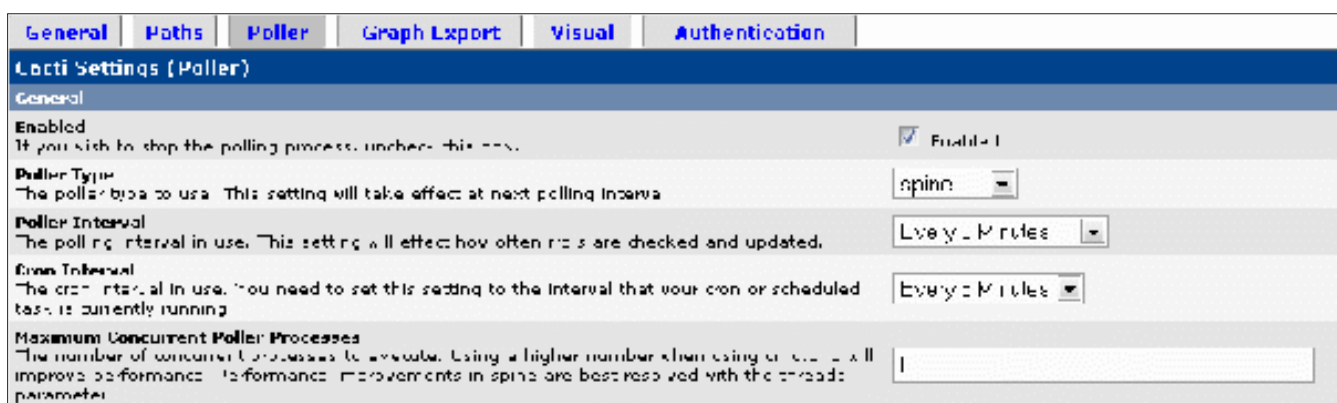 General Paths Poller Graph Export Visual Authentication
Cacti Settings (Poller)
General
Enabled
If you wish to stop the polling process, uncheck this box.
Enabled
Poller Type
The poller type to use. This setting will take effect at next polling interval
spine
Poller Interval
The polling interval in use. This setting will effect how often are checked and updated.
Every Minutes
Cron Interval
The cron interval in use. You need to set this setting to the interval that your cron or scheduled
task is currently running
Every Minutes
Maximum Concurrent Poller Processes
The number of concurrent processes to execute. Using a higher number when using will
improve performance. Performance improvements in spine are best resolved with the threads
parameter